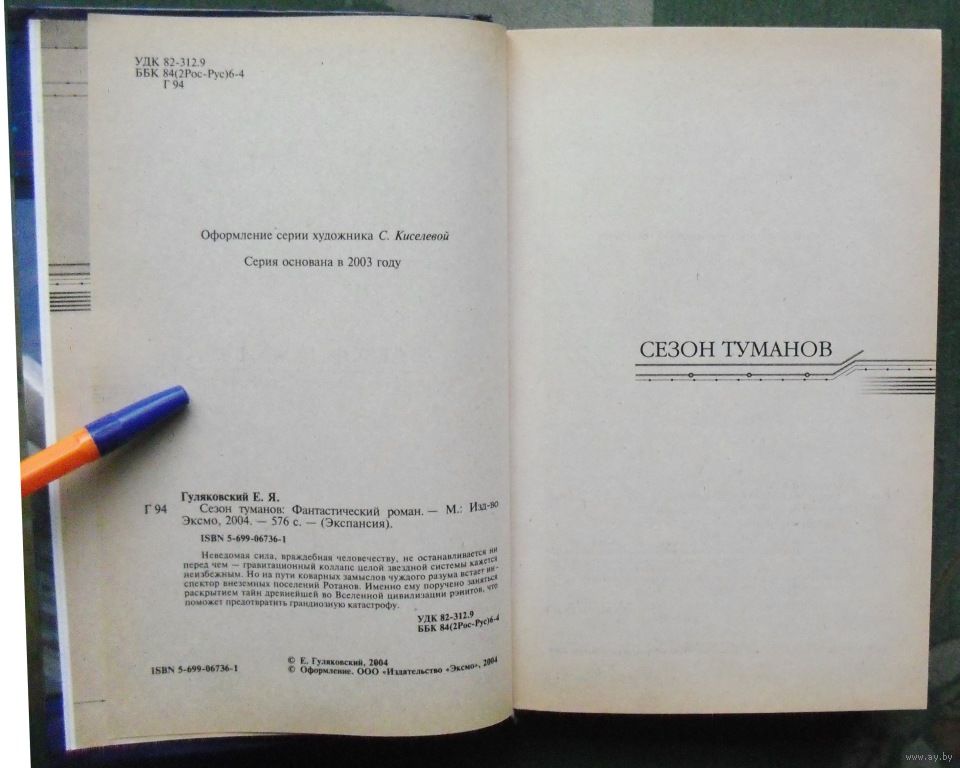 УДК 82-312.9
ББК 84(2Рос-Рус)6-4
Г 94
Оформление серии художника С. Киселевой
Серия основана в 2003 году
Гуляковский Е. Я.
Г 94 Сезон туманов: Фантастический роман. — М.: Изд-во
Эксмо, 2004. — 576 с. — (Экспансия).
ISBN 5-699-06736-1
Неведомая сила, враждебная человечеству, не останавливается ни
перед чем — гравитационный коллапс целой звездной системы кажется
неизбежным. Но на пути коварных замыслов чуждого разума встает ин-
спектор внеземных поселений Ротанов. Именно ему поручено заняться
раскрытием тайн древнейшей во Вселенной цивилизации рэнитов, что
поможет предотвратить грандиозную катастрофу.
УДК 82-312.9
ББК 84(2Рос-Рус)6-4
© Е. Гуляковский, 2004
ISBN 5-699-06736-1 © Оформление. ООО «Издательство «Эксмо», 2004
СЕЗОН ТУМАНОВ
www.ay.by